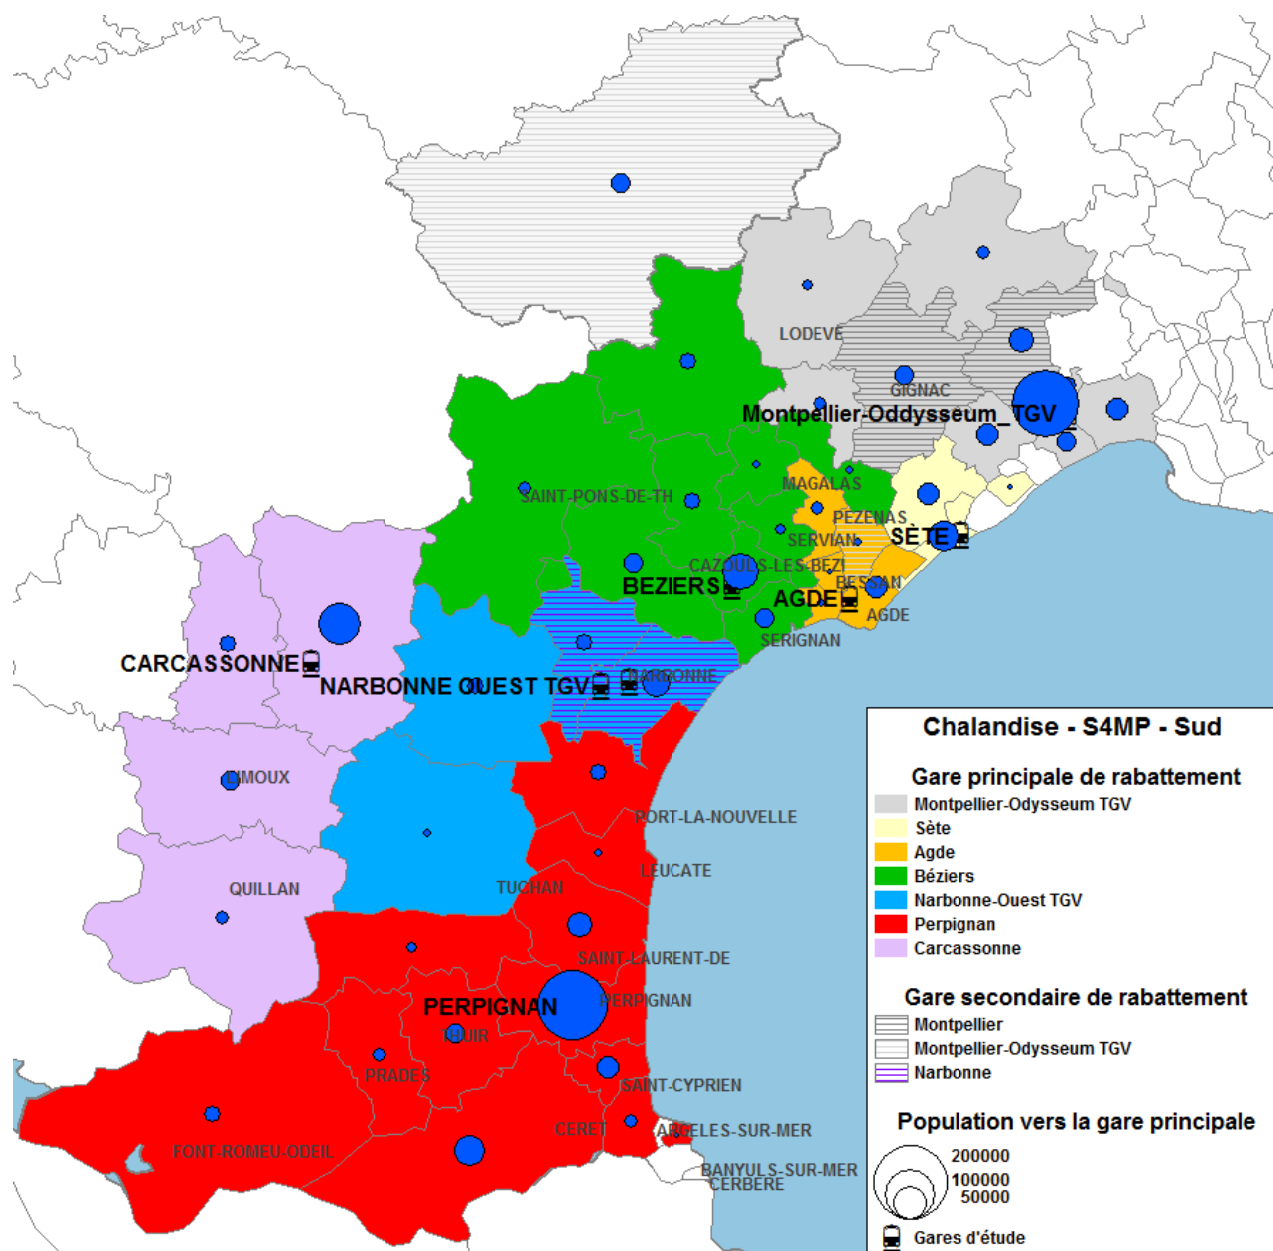 LODEVE
GIGNAC
Montpellier-Oddysseum_TGV
MAGALAS
SAINT-PONS-DE-TH
PEZENAS
SÈTE
SERVIAN
CAZOULS-LES-BEZI
BESSAN
BEZIERS
AGDE
AGDE
SERIGNAN
CARCASSONNE
NARBONNE
NARBONNE OUEST TGV
LIMOUX
PORT-LA-NOUVELLE
LEUCATE
QUILLAN
TUCHAN
SAINT-LAURENT-DE
PERPIGNAN
PERPIGNAN
THUIR
PRADES
SAINT-CYPRIEN
CERET
ARGELES-SUR-MER
FONT-ROMEU-ODEIL
BANYULS-SUR-MER
CERBERE
Chalandise - S4MP - Sud
Gare principale de rabattement
Montpellier-Odysseum TGV
Sète
Agde
Béziers
Narbonne-Ouest TGV
Perpignan
Carcassonne
Gare secondaire de rabattement
Montpellier
Montpellier-Odysseum TGV
Narbonne
Population vers la gare principale
200000
100000
50000
Gares d'étude